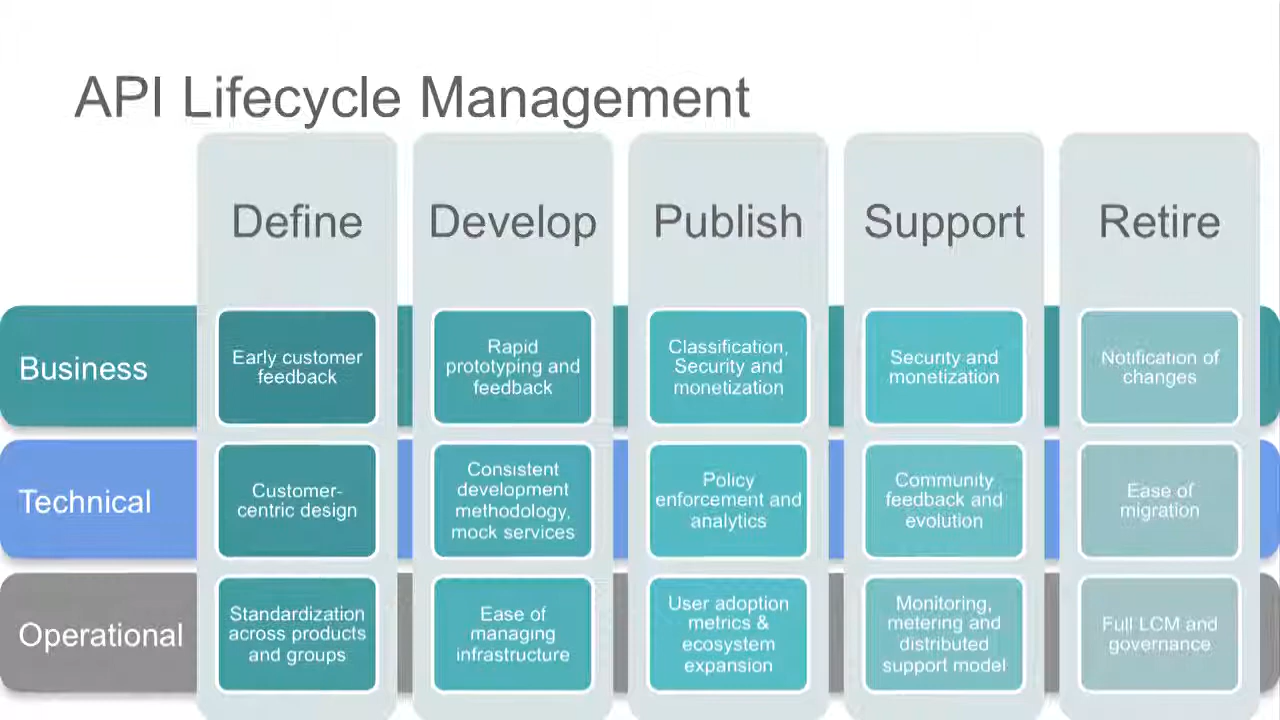 API Lifecycle Management
Define
Develop
Publish
Support
Retire
Business
Early customer
feedback
Rapid
prototyping and
feedback
Classification,
Security and
monetization
Security and
monetization
Notification of
changes
Technical
Customer-
centric design
Consistent
development
methodology,
mock services
Policy
enforcement and
analytics
Community
feedback and
evolution
Ease of
migration
Operational
Standardization
across products
and groups
Ease of
managing
infrastructure
User adoption
metrics &
ecosystem
expansion
Monitoring,
metering and
distributed
support model
Full LCM and
governance